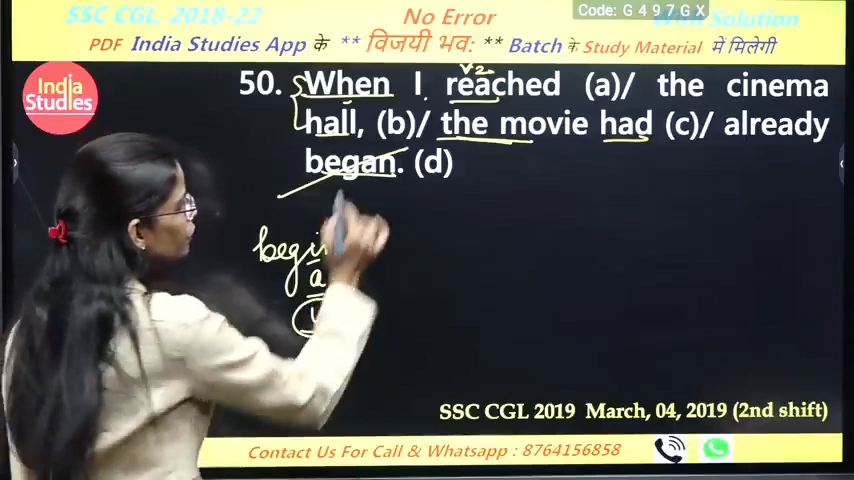 SSC CGL 2018-22 No Error Code: G 4 9 7 G X Solution
PDF India Studies App के ** विजयी भव: ** Batch के Study Material में मिलेगी
India
Studies
V2
50. When I reached (a)/ the cinema
hall, (b)/ the movie had (c)/ already
began. (d)
begi
a
SSC CGL 2019 March, 04, 2019 (2nd shift)
Contact Us For Call & Whatsapp : 8764156858